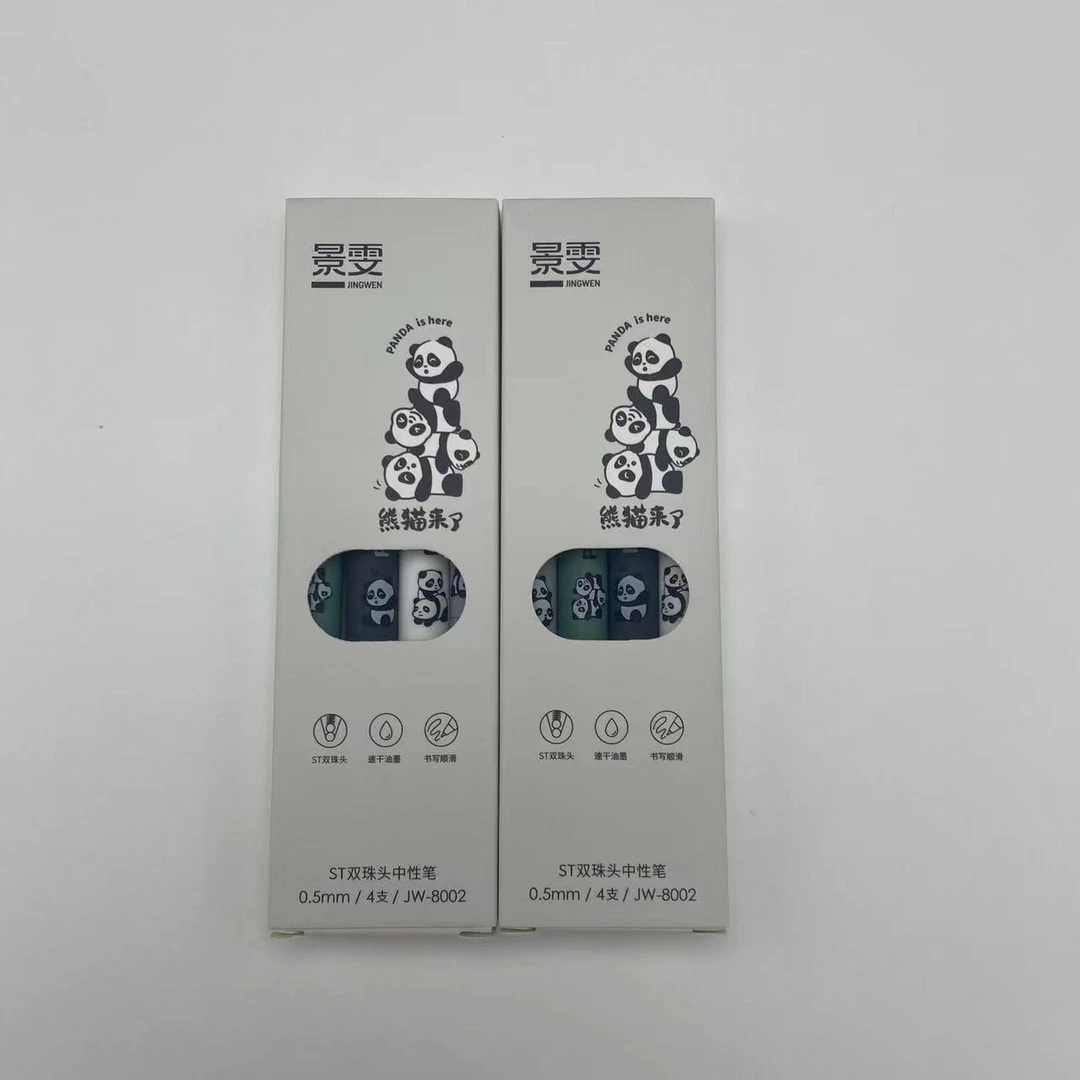 景雯
JINGWEN
PANDA is here
熊猫来了
ST双珠头
速干油墨
书写顺滑
ST双珠头中性笔
0.5mm / 4支 / JW-8002
景雯
JINGWEN
PANDA is here
熊猫来了
ST双珠头
速干油墨
书写顺滑
ST双珠头中性笔
0.5mm / 4支 / JW-8002